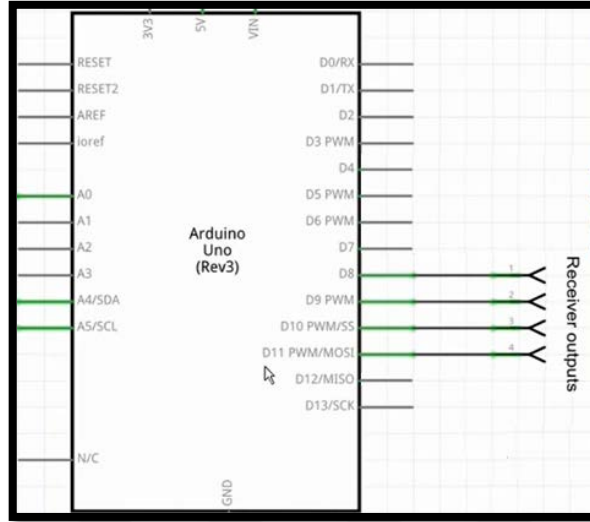 3V3
5V
VIN
RESET
RESET2
AREF
ioref
A0
A1
A2
A3
A4/SDA
A5/SCL
N/C
Arduino
Uno
(Rev3)
D0/RX
D1/TX
D2
D3 PWM
D4
D5 PWM
D6 PWM
D7
D8
D9 PWM
D10 PWM/SS
D11 PWM/MOSI
D12/MISO
D13/SCK
GND
1
2
3
4
Receiver outputs